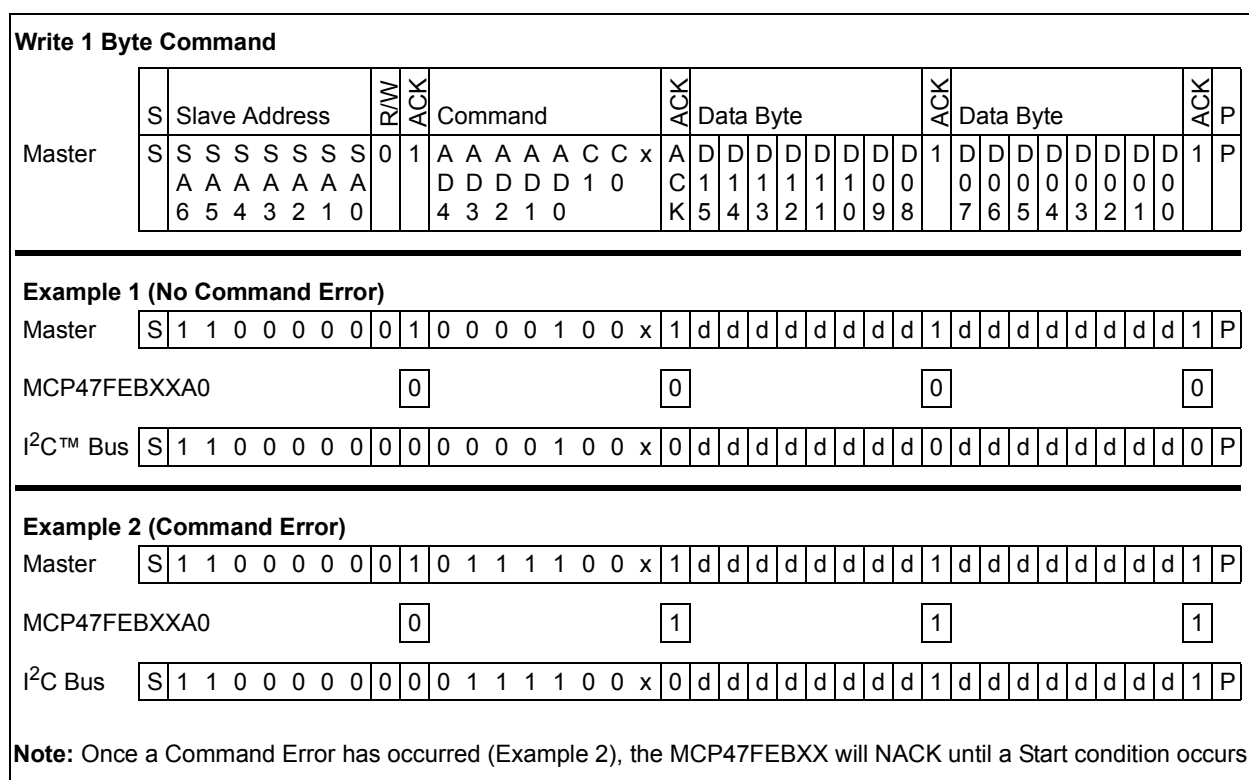 Write 1 Byte Command
S Slave Address R/W ACK Command ACK Data Byte ACK Data Byte ACK P
Master S S S S S S S S 0 1 A A A A A C C x A D D D D D D D D 1 D D D D D D D D 1 P
A A A A A A A D D D D D 1 0 C 1 1 1 1 1 1 0 0 0 0 0 0 0 0 0 0
6 5 4 3 2 1 0 4 3 2 1 0 K 5 4 3 2 1 0 9 8 7 6 5 4 3 2 1 0
Example 1 (No Command Error)
Master S 1 1 0 0 0 0 0 0 1 0 0 0 0 1 0 0 x 1 d d d d d d d d 1 d d d d d d d d 1 P
MCP47FEBXXA0 0 0 0 0
I²C™ Bus S 1 1 0 0 0 0 0 0 0 0 0 0 0 1 0 0 x 0 d d d d d d d d 0 d d d d d d d d 0 P
Example 2 (Command Error)
Master S 1 1 0 0 0 0 0 0 1 0 1 1 1 1 0 0 x 1 d d d d d d d d 1 d d d d d d d d 1 P
MCP47FEBXXA0 0 1 1 1
I²C Bus S 1 1 0 0 0 0 0 0 0 0 1 1 1 1 0 0 x 0 d d d d d d d d 1 d d d d d d d d 1 P
Note: Once a Command Error has occurred (Example 2), the MCP47FEBXX will NACK until a Start condition occurs